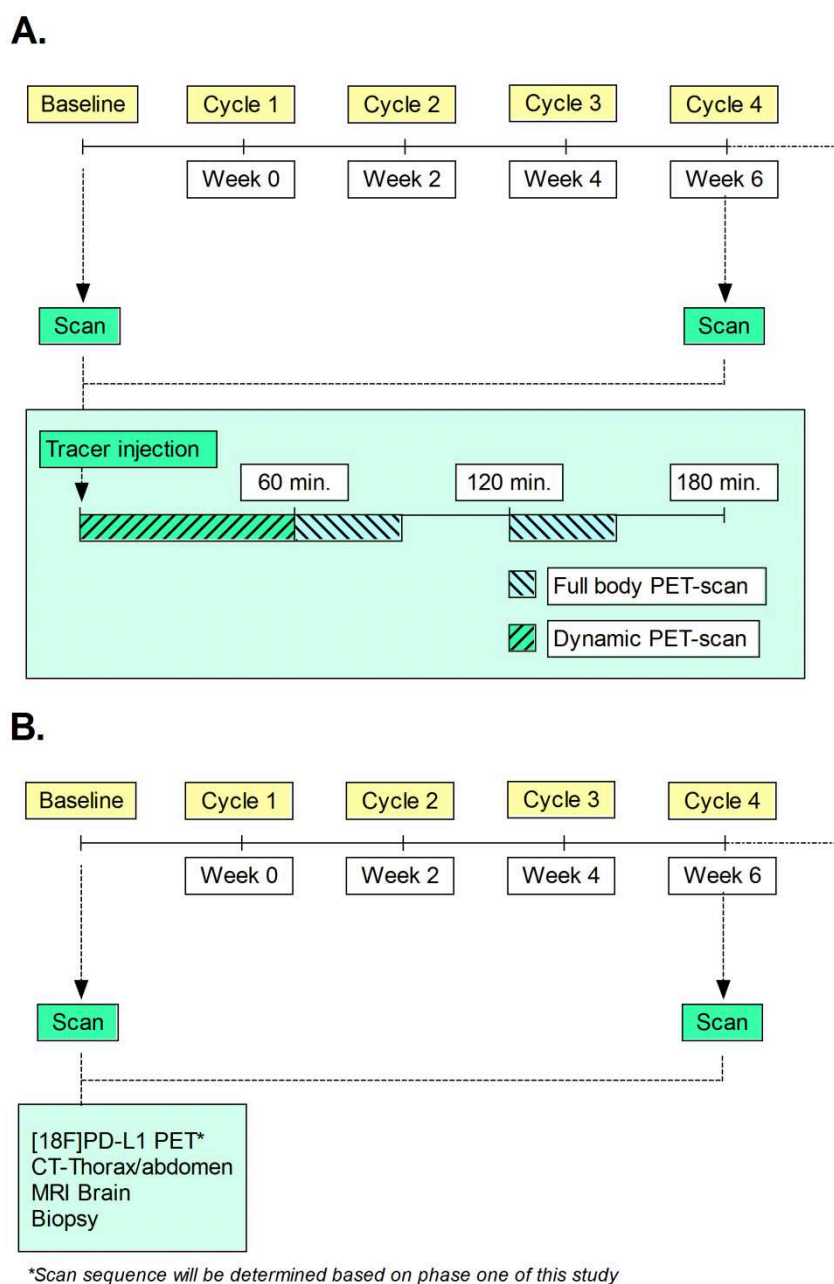 A.
Baseline Cycle 1 Cycle 2 Cycle 3 Cycle 4
Week 0 Week 2 Week 4 Week 6
Scan Scan
Tracer injection
60 min. 120 min. 180 min.
Full body PET-scan
Dynamic PET-scan
B.
Baseline Cycle 1 Cycle 2 Cycle 3 Cycle 4
Week 0 Week 2 Week 4 Week 6
Scan Scan
[18F]PD-L1 PET*
CT-Thorax/abdomen
MRI Brain
Biopsy
*Scan sequence will be determined based on phase one of this study